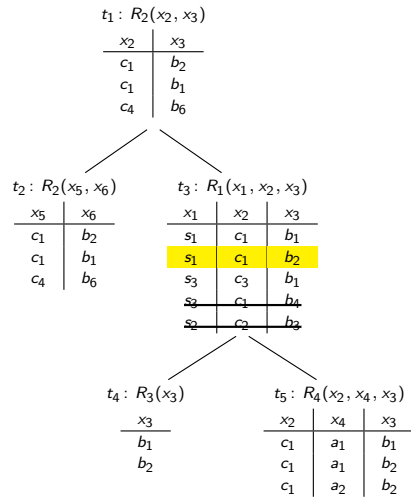 t₁: R₂(x₂, x₃)
x₂ x₃
c₁ b₂
c₁ b₁
c₄ b₆
t₂: R₂(x₅, x₆)
x₅ x₆
c₁ b₂
c₁ b₁
c₄ b₆
t₃: R₁(x₁, x₂, x₃)
x₁ x₂ x₃
s₁ c₁ b₁
s₁ c₁ b₂
s₃ c₃ b₁
s₃ c₁ b₄
s₂ c₂ b₃
t₄: R₃(x₃)
x₃
b₁
b₂
t₅: R₄(x₂, x₄, x₃)
x₂ x₄ x₃
c₁ a₁ b₁
c₁ a₁ b₂
c₁ a₂ b₂